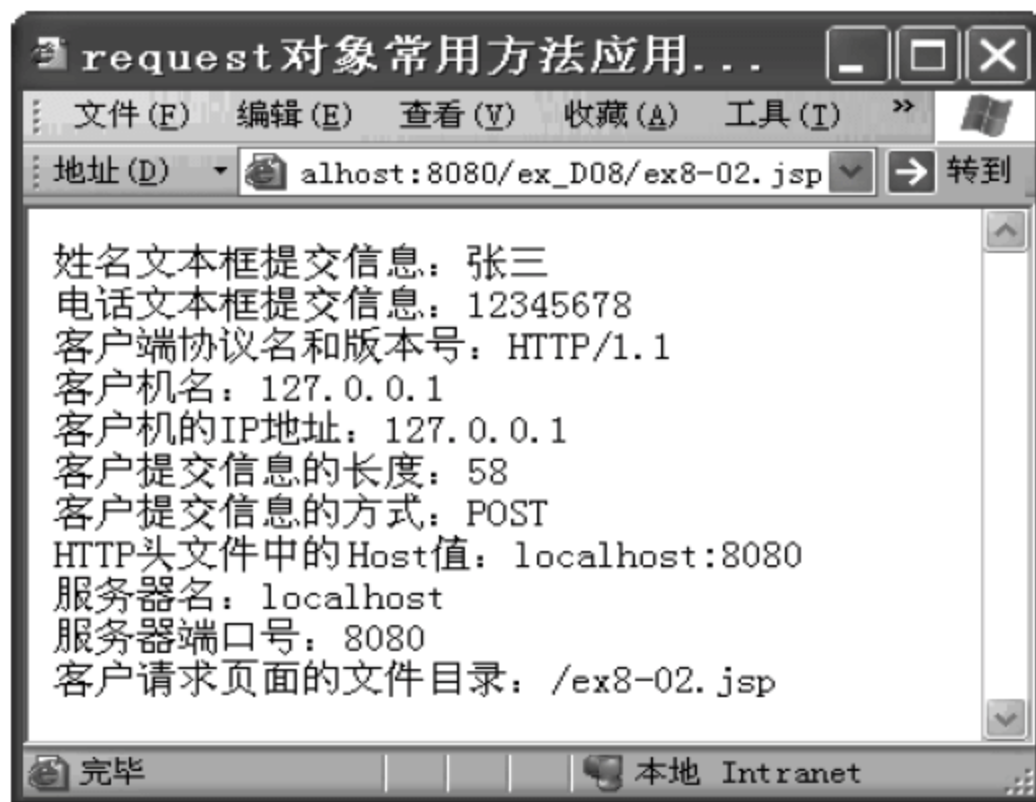 request对象常用方法应用...
文件(F) 编辑(E) 查看(V) 收藏(A) 工具(T) »
地址(D) alhost:8080/ex_D08/ex8-02.jsp 转到
姓名文本框提交信息：张三
电话文本框提交信息：12345678
客户端协议名和版本号：HTTP/1.1
客户机名：127.0.0.1
客户机的IP地址：127.0.0.1
客户提交信息的长度：58
客户提交信息的方式：POST
HTTP头文件中的Host值：localhost:8080
服务器名：localhost
服务器端口号：8080
客户请求页面的文件目录：/ex8-02.jsp
完毕 本地 Intranet